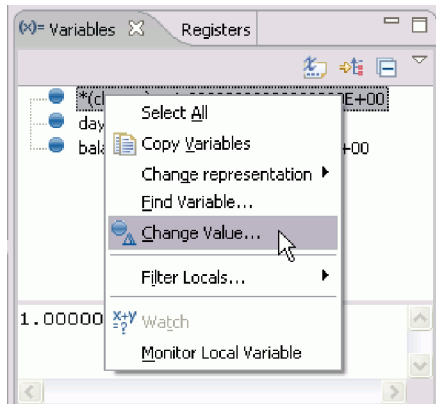 (x)= Variables Registers
*(c E+00
day
bala +00
Select All
Copy Variables
Change representation
Find Variable...
Change Value...
Filter Locals...
x+y=? Watch
Monitor Local Variable
1.00000